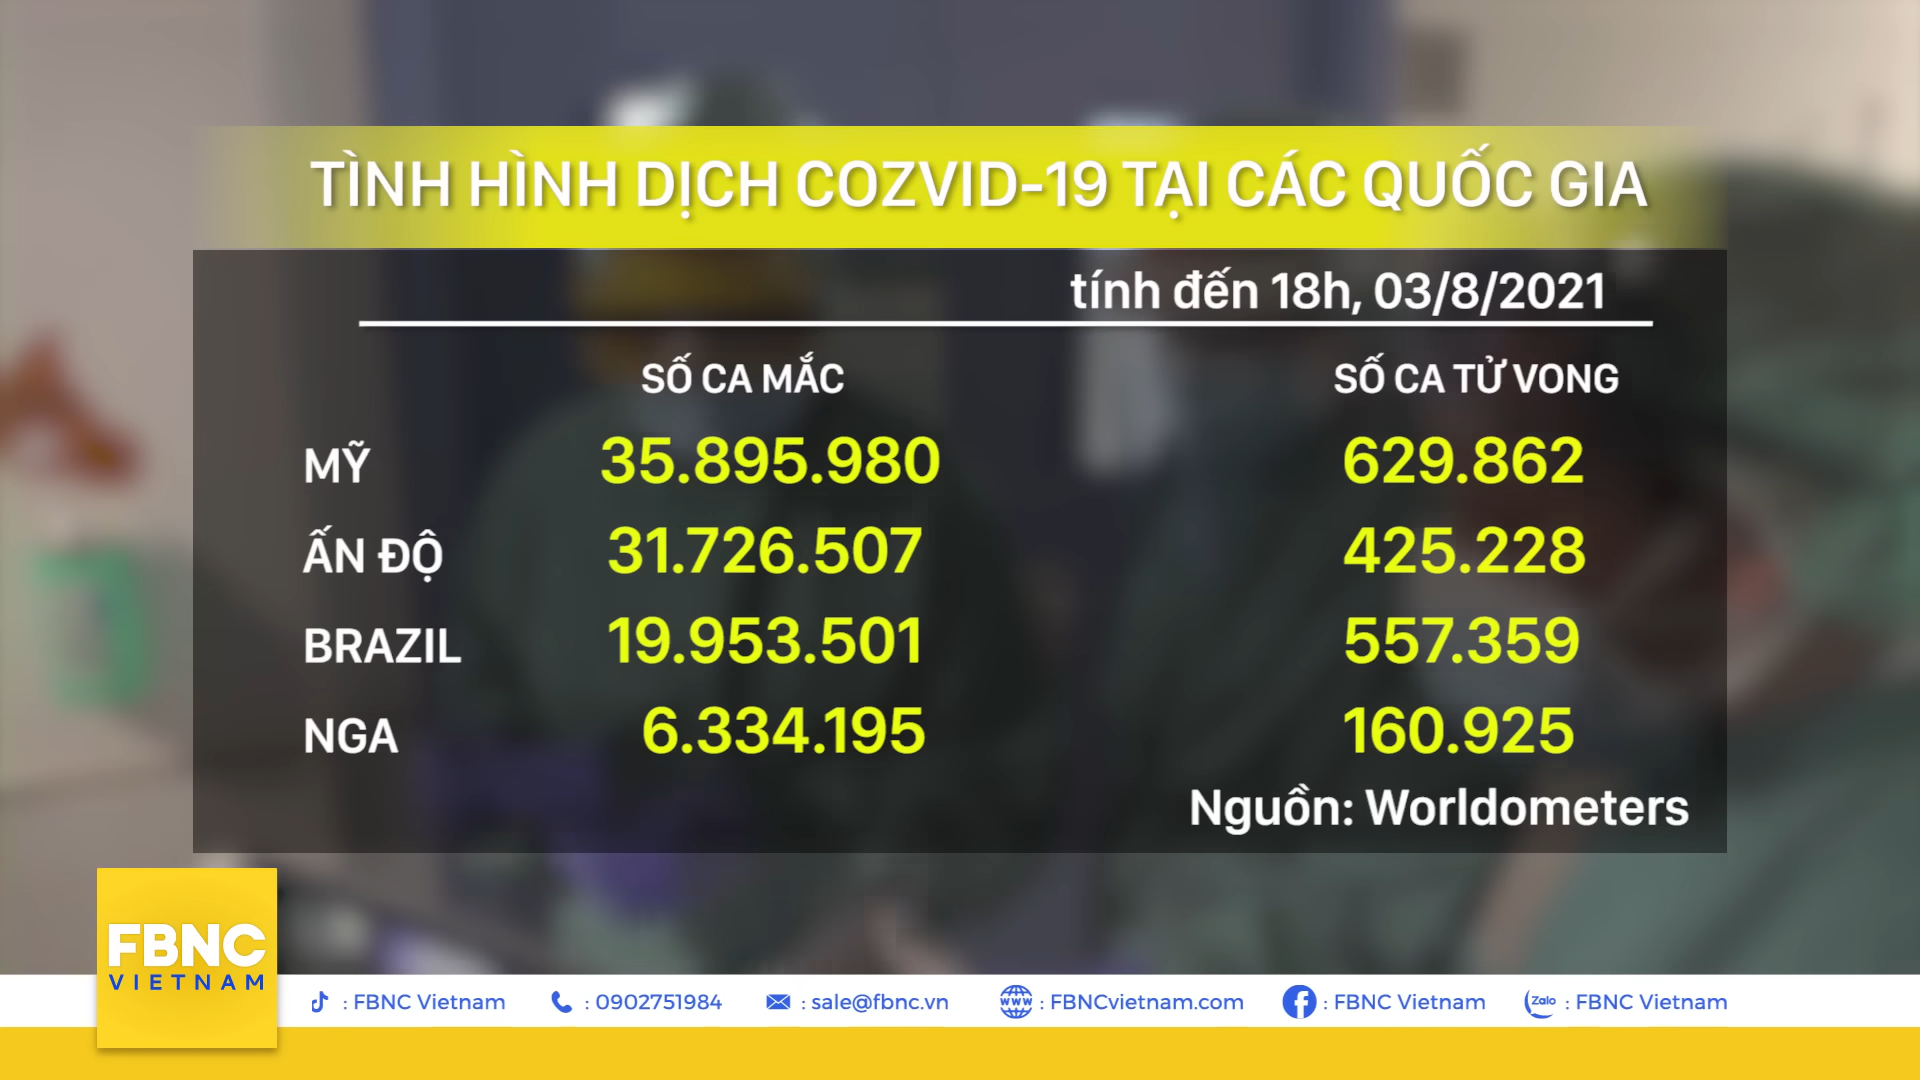 TÌNH HÌNH DỊCH COZVID-19 TẠI CÁC QUỐC GIA
tính đến 18h, 03/8/2021
SỐ CA MẮC SỐ CA TỬ VONG
MỸ 35.895.980 629.862
ẤN ĐỘ 31.726.507 425.228
BRAZIL 19.953.501 557.359
NGA 6.334.195 160.925
Nguồn: Worldometers
FBNC
VIETNAM
: FBNC Vietnam : 0902751984 : sale@fbnc.vn www : FBNCvietnam.com : FBNC Vietnam Zalo : FBNC Vietnam